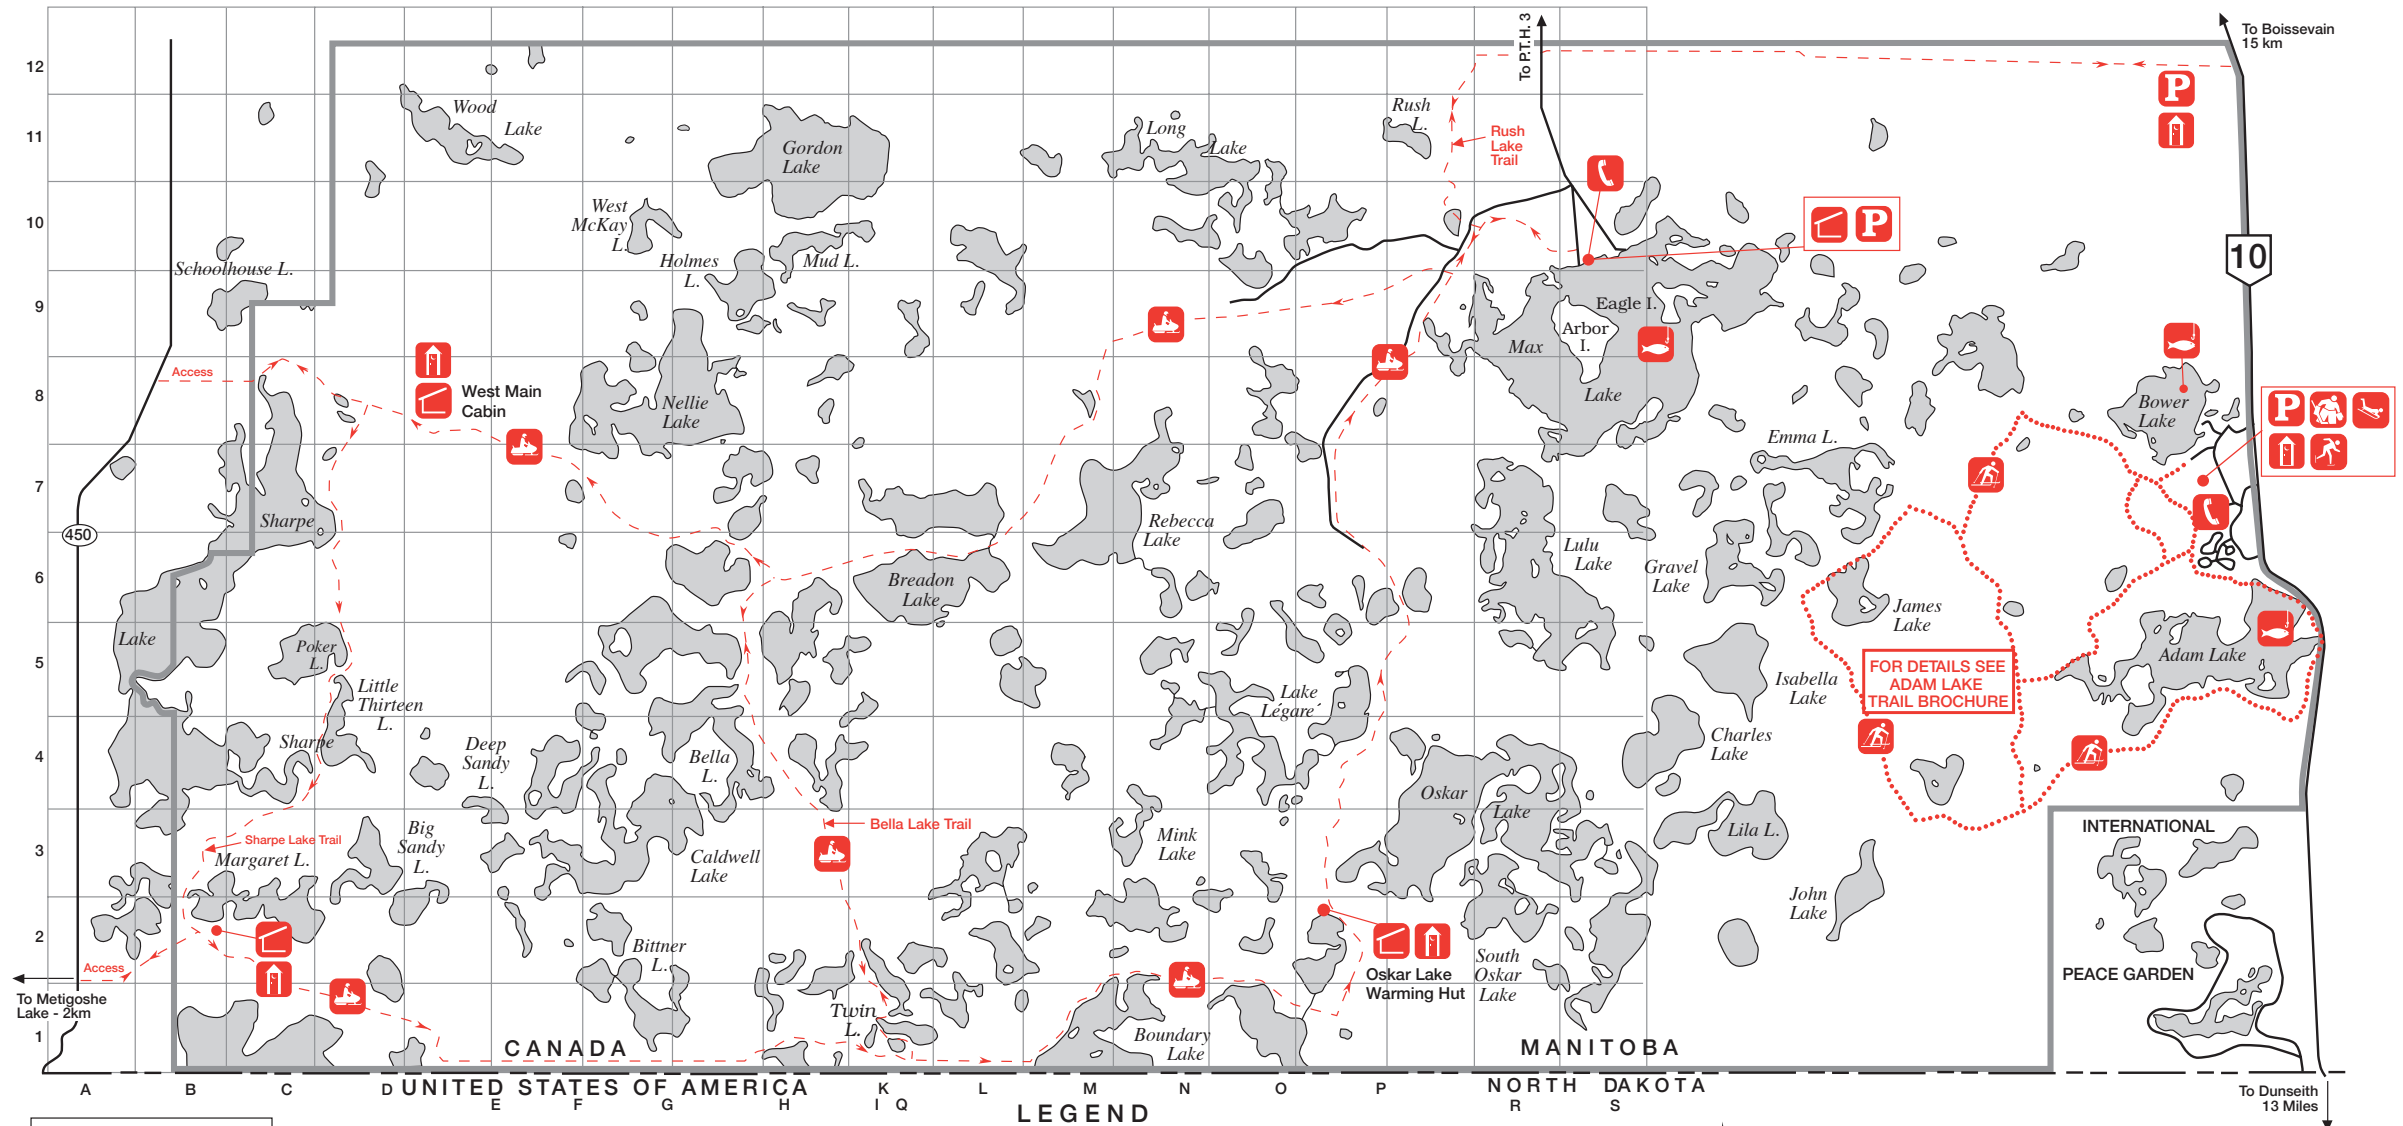 To P.T.H. 3
To Boissevain
15 km
12
11
10
9
8
7
6
5
4
3
2
1
Wood
Lake
Gordon
Lake
Long
Lake
Rush
L.
Rush
Lake
Trail
P
P
West
McKay
L.
Holmes
L.
Mud L.
Schoolhouse L.
10
Eagle I.
Arbor
I.
Max
Lake
Access
West Main
Cabin
Nellie
Lake
Bower
Lake
P
Emma L.
Sharpe
450
Rebecca
Lake
Lulu
Lake
Gravel
Lake
Breadon
Lake
James
Lake
Lake
Poker
L.
Adam Lake
FOR DETAILS SEE
ADAM LAKE
TRAIL BROCHURE
Isabella
Lake
Little
Thirteen
L.
Lake
Légaré
Sharpe
Deep
Sandy
L.
Bella
L.
Charles
Lake
Oskar
Lake
Bella Lake Trail
Lila L.
INTERNATIONAL
Big
Sandy
L.
Sharpe Lake Trail
Margaret L.
Mink
Lake
Caldwell
Lake
John
Lake
Bittner
L.
South
Oskar
Lake
Oskar Lake
Warming Hut
PEACE GARDEN
Access
To Metigoshe
Lake - 2km
Twin
L.
Boundary
Lake
CANADA
MANITOBA
UNITED STATES OF AMERICA
NORTH DAKOTA
A
B
C
D
E
F
G
H
I
K
Q
L
M
N
O
P
R
S
To Dunseith
13 Miles
LEGEND